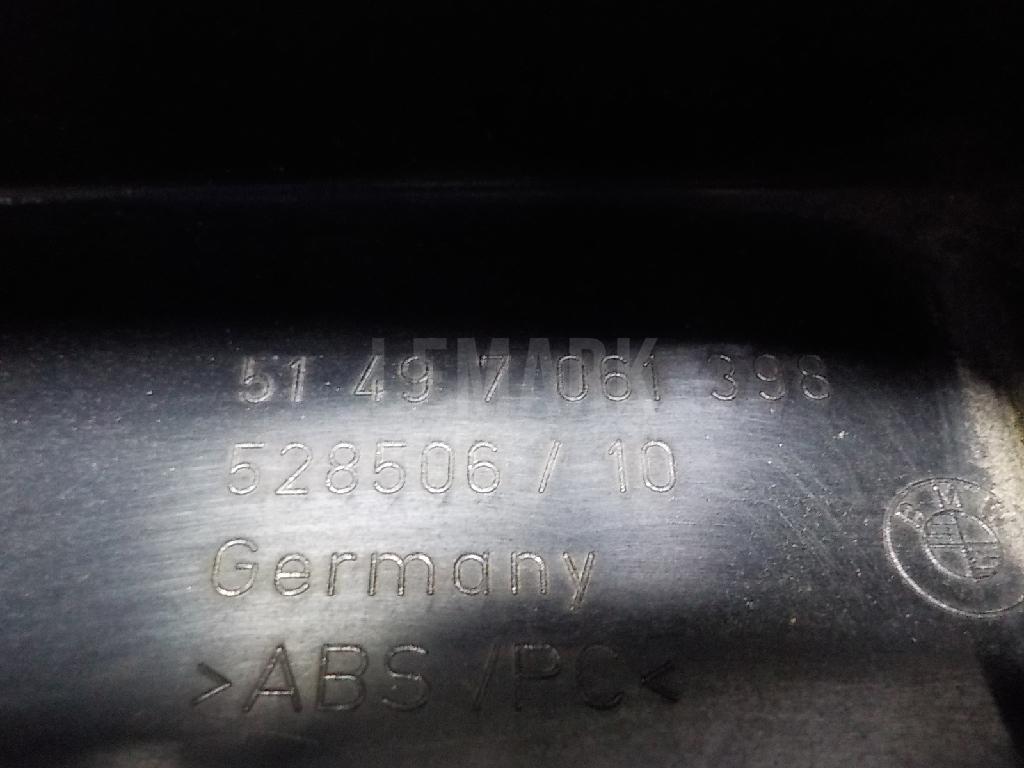 LEMARK
51 49 7 061 398
528506 / 10
Germany
>ABS /PC<
BMW